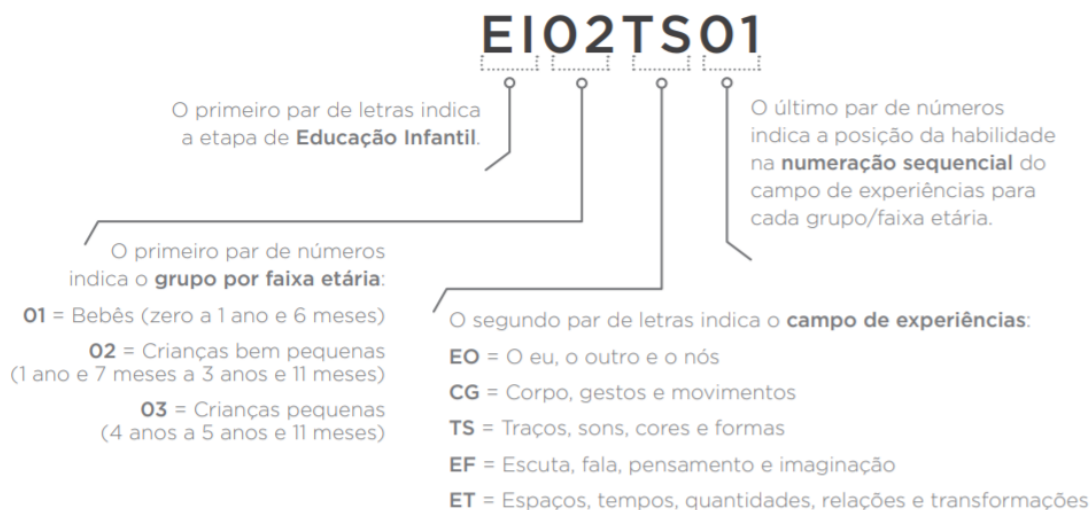 EI02TS01
O primeiro par de letras indica
a etapa de Educação Infantil.
O último par de números
indica a posição da habilidade
na numeração sequencial do
campo de experiências para
cada grupo/faixa etária.
O primeiro par de números
indica o grupo por faixa etária:
01 = Bebês (zero a 1 ano e 6 meses)
02 = Crianças bem pequenas
(1 ano e 7 meses a 3 anos e 11 meses)
03 = Crianças pequenas
(4 anos a 5 anos e 11 meses)
O segundo par de letras indica o campo de experiências:
EO = O eu, o outro e o nós
CG = Corpo, gestos e movimentos
TS = Traços, sons, cores e formas
EF = Escuta, fala, pensamento e imaginação
ET = Espaços, tempos, quantidades, relações e transformações